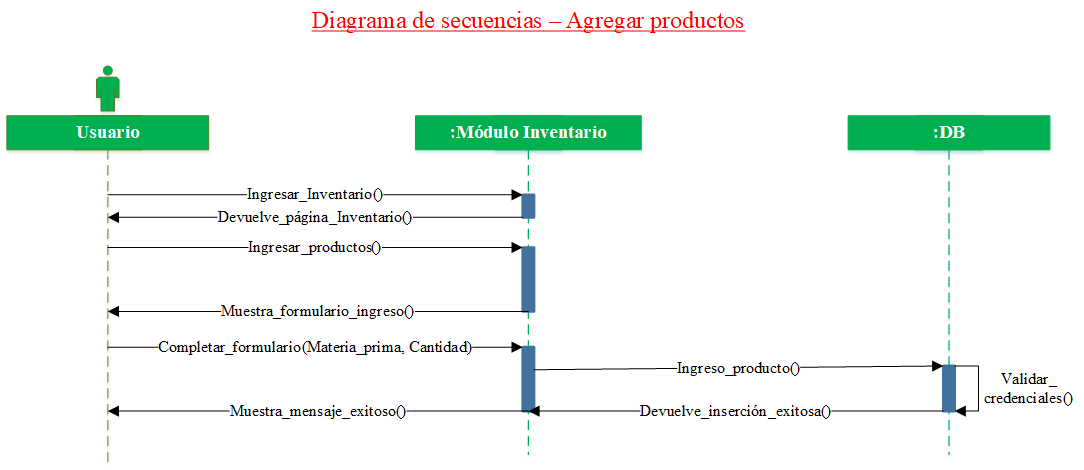 Diagrama de secuencias – Agregar productos
Usuario
:Módulo Inventario
:DB
Ingresar_Inventario()
Devuelve_página_Inventario()
Ingresar_productos()
Muestra_formulario_ingreso()
Completar_formulario(Materia_prima, Cantidad)
Ingreso_producto()
Validar_
credenciales()
Muestra_mensaje_exitoso()
Devuelve_inserción_exitosa()